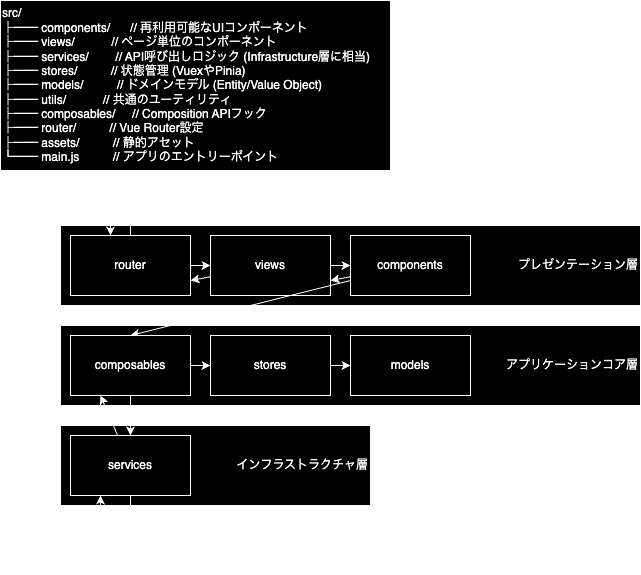 src/
├── components/ // 再利用可能なUIコンポーネント
├── views/ // ページ単位のコンポーネント
├── services/ // API呼び出しロジック (Infrastructure層に相当)
├── stores/ // 状態管理 (VuexやPinia)
├── models/ // ドメインモデル (Entity/Value Object)
├── utils/ // 共通のユーティリティ
├── composables/ // Composition APIフック
├── router/ // Vue Router設定
├── assets/ // 静的アセット
└── main.js // アプリのエントリーポイント
router views components プレゼンテーション層
composables stores models アプリケーションコア層
services インフラストラクチャ層